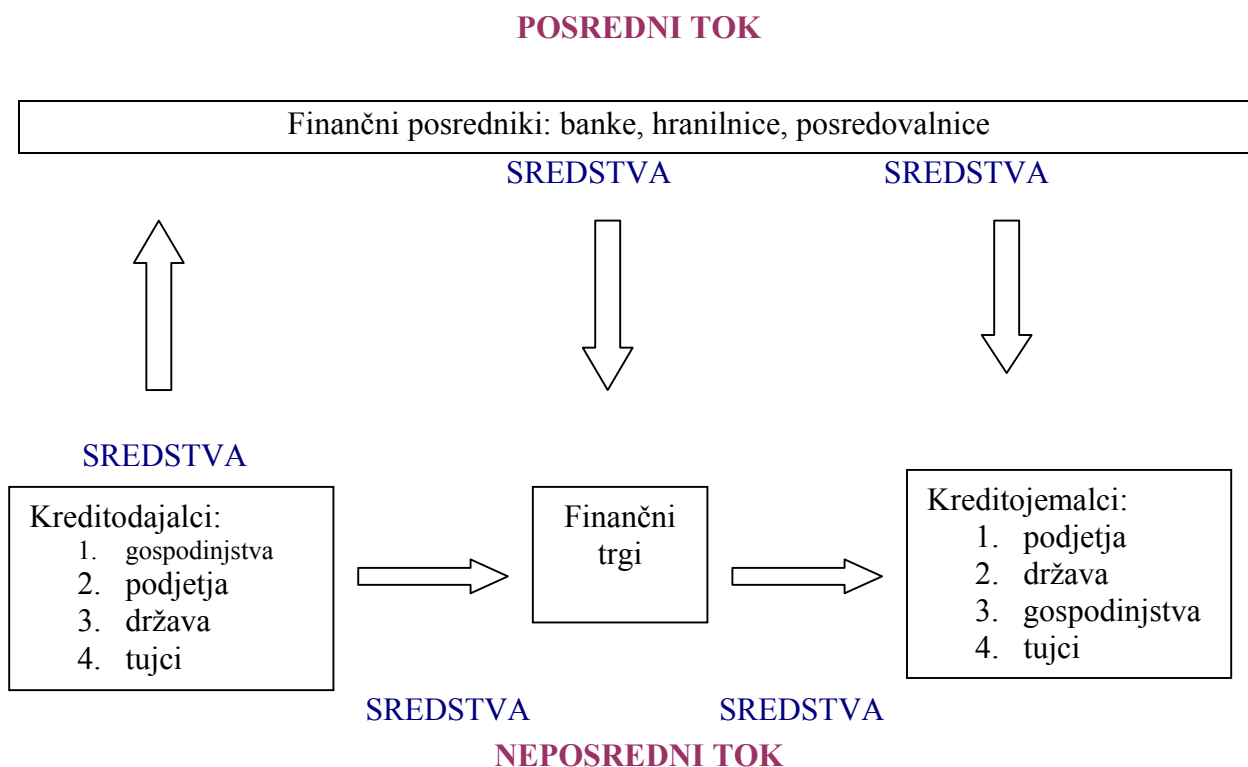 POSREDNI TOK
Finančni posredniki: banke, hranilnice, posredovalnice
SREDSTVA
SREDSTVA
SREDSTVA
Kreditodajalci:
1. gospodinjstva
2. podjetja
3. država
4. tujci
Finančni
trgi
Kreditojemalci:
1. podjetja
2. država
3. gospodinjstva
4. tujci
SREDSTVA
SREDSTVA
NEPOSREDNI TOK